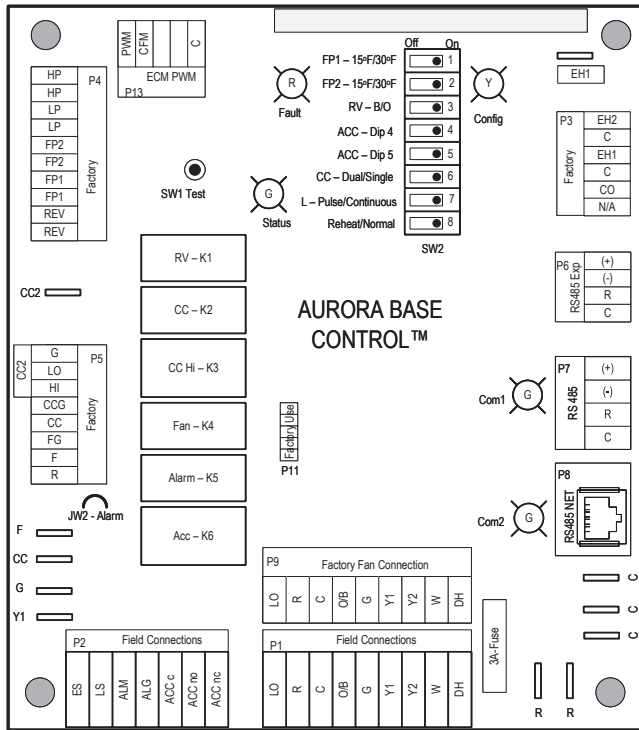 PWM
CFM
C
ECM PWM
P13
Off
On
FP1 – 15ºF/30ºF
1
FP2 – 15ºF/30ºF
2
RV – B/O
3
ACC – Dip 4
4
ACC – Dip 5
5
CC – Dual/Single
6
L – Pulse/Continuous
7
Reheat/Normal
8
SW2
R
Fault
Y
Config
G
Status
SW1 Test
EH1
P4
Factory
HP
HP
LP
LP
FP2
FP2
FP1
FP1
REV
REV
P3
Factory
EH2
C
EH1
C
CO
N/A
CC2
RV – K1
CC – K2
CC Hi – K3
Fan – K4
Alarm – K5
Acc – K6
AURORA BASE
CONTROL™
P6
RS485 Exp
(+)
(-)
R
C
CC2
P5
Factory
G
LO
HI
CCG
CC
FG
F
R
Factory Use
P11
Com1
G
P7
RS 485
(+)
(-)
R
C
JW2 - Alarm
Com2
G
P8
RS485 NET
F
CC
G
Y1
P9
Factory Fan Connection
LO
R
C
O/B
G
Y1
Y2
W
DH
C
C
C
P2
Field Connections
ES
LS
ALM
ALG
ACC c
ACC no
ACC nc
P1
Field Connections
LO
R
C
O/B
G
Y1
Y2
W
DH
3A-Fuse
R
R